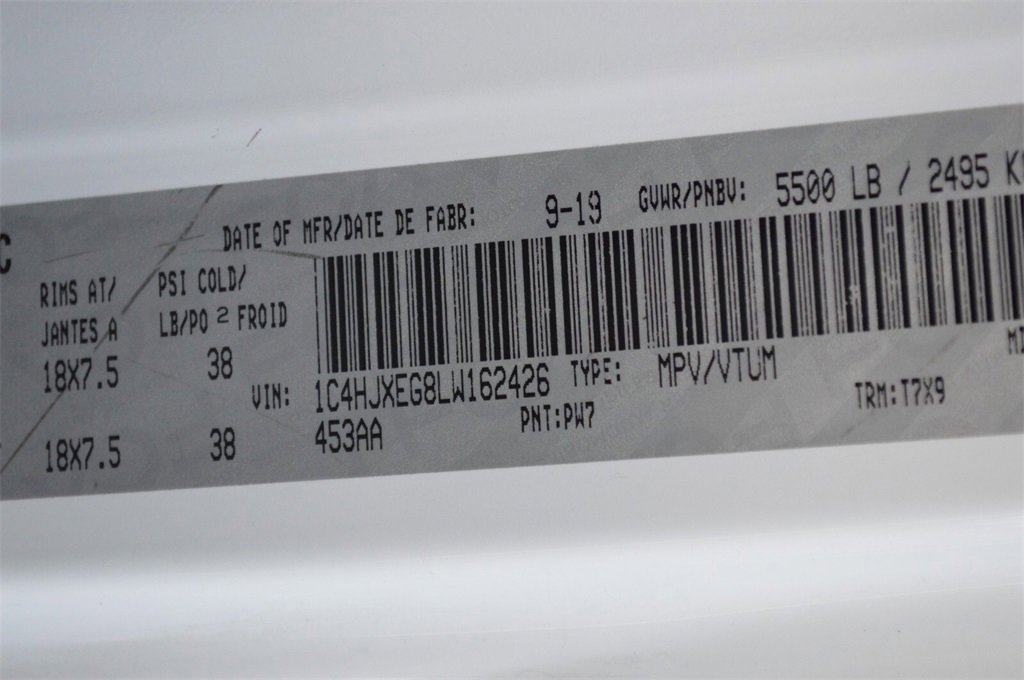 DATE OF MFR/DATE DE FABR: 9-19 GVWR/PNBV: 5500 LB / 2495
RIMS AT/
JANTES A
PSI COLD/
LB/PO 2 FROID
18X7.5 38
VIN: 1C4HJXEG8LW162426 TYPE: MPV/VTUM
18X7.5 38
453AA PNT:PW7 TRM:T7X9